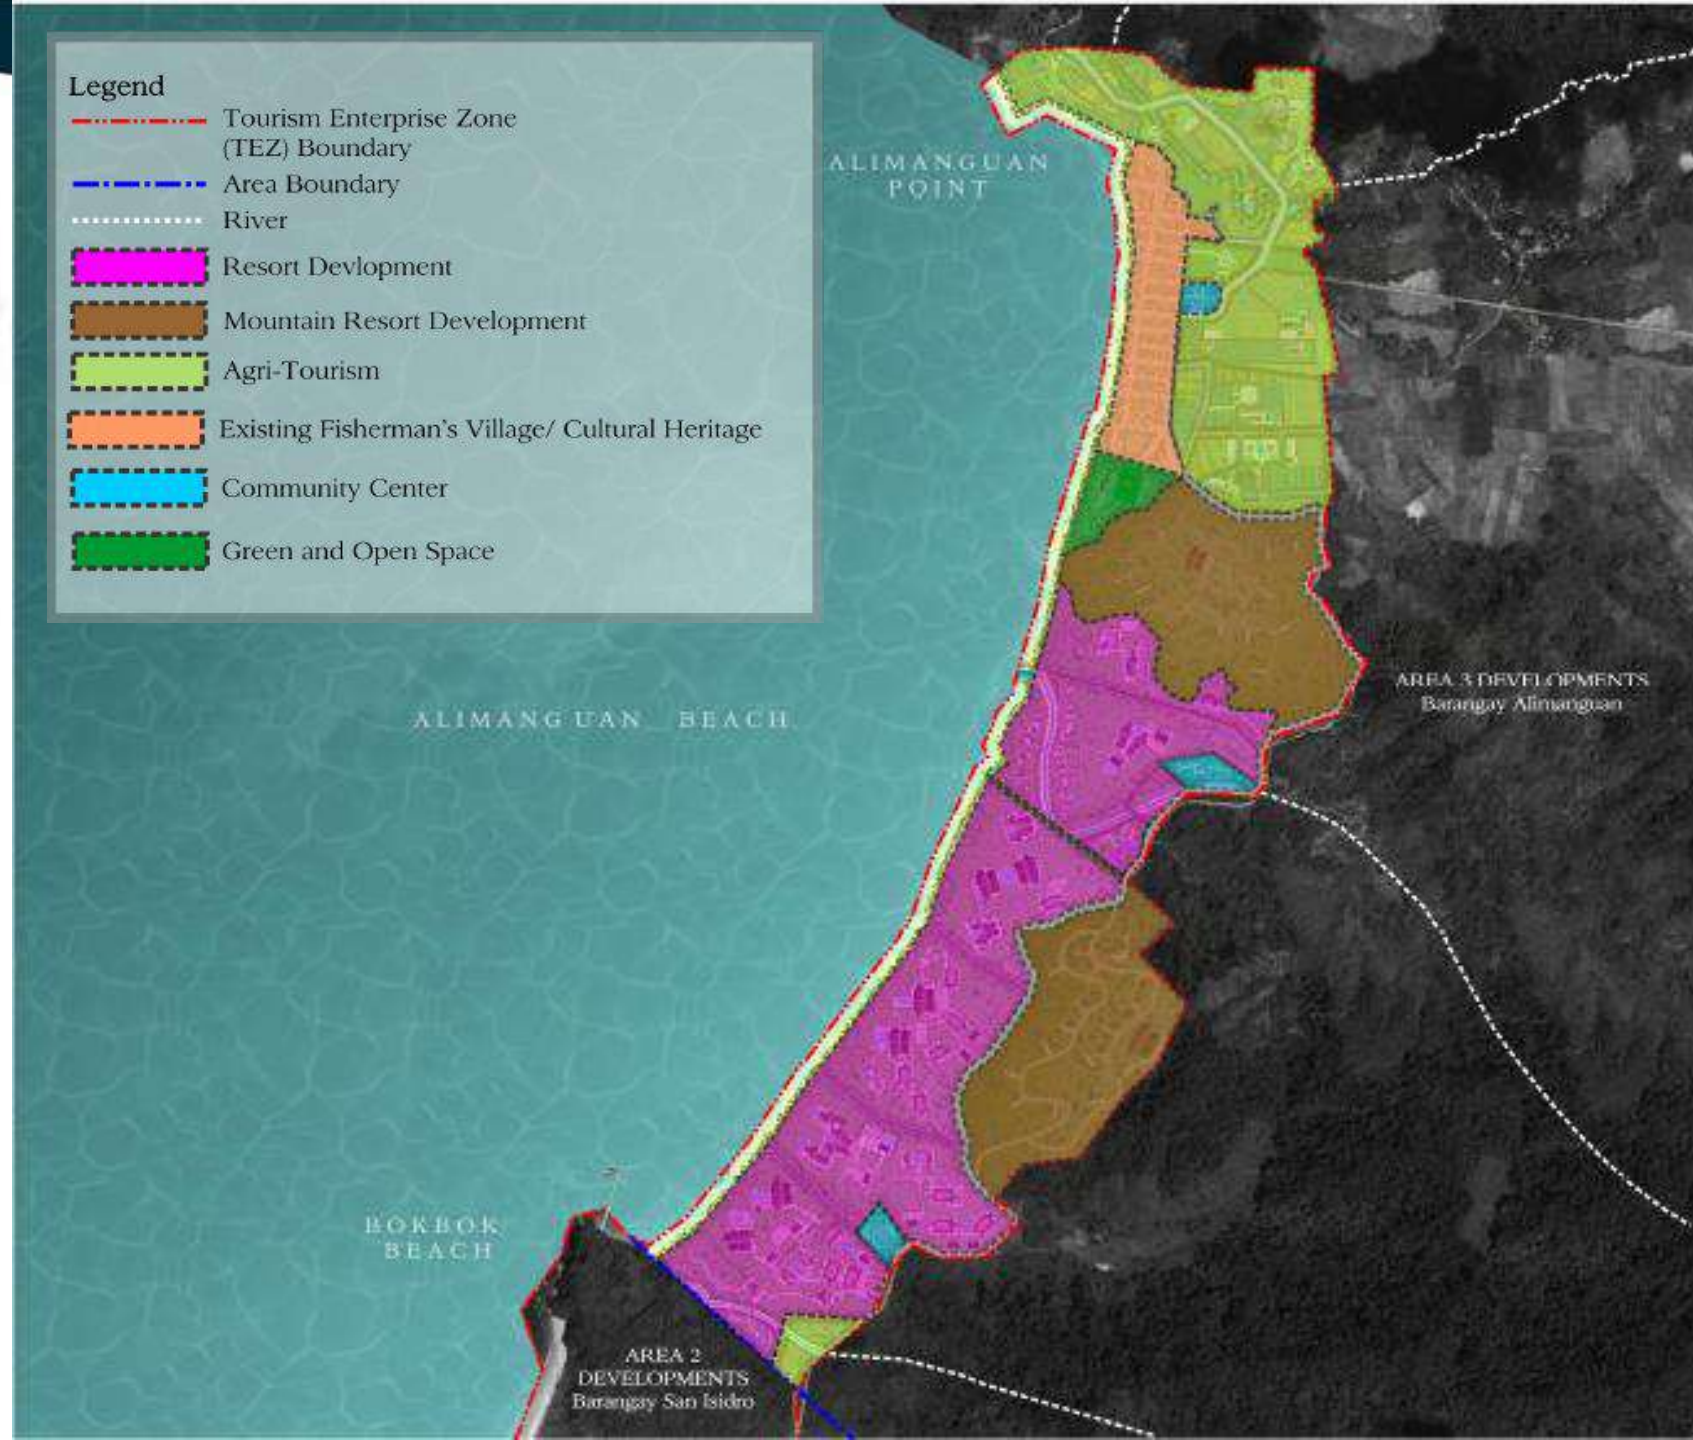 Legend
Tourism Enterprise Zone
(TEZ) Boundary
Area Boundary
River
Resort Devlopment
Mountain Resort Development
Agri-Tourism
Existing Fisherman's Village/ Cultural Heritage
Community Center
Green and Open Space
ALIMANGUAN
POINT
ALIMANGUAN BEACH
AREA 3 DEVELOPMENTS
Barangay Alimanguan
BOKBOK
BEACH
AREA 2
DEVELOPMENTS
Barangay San Isidro